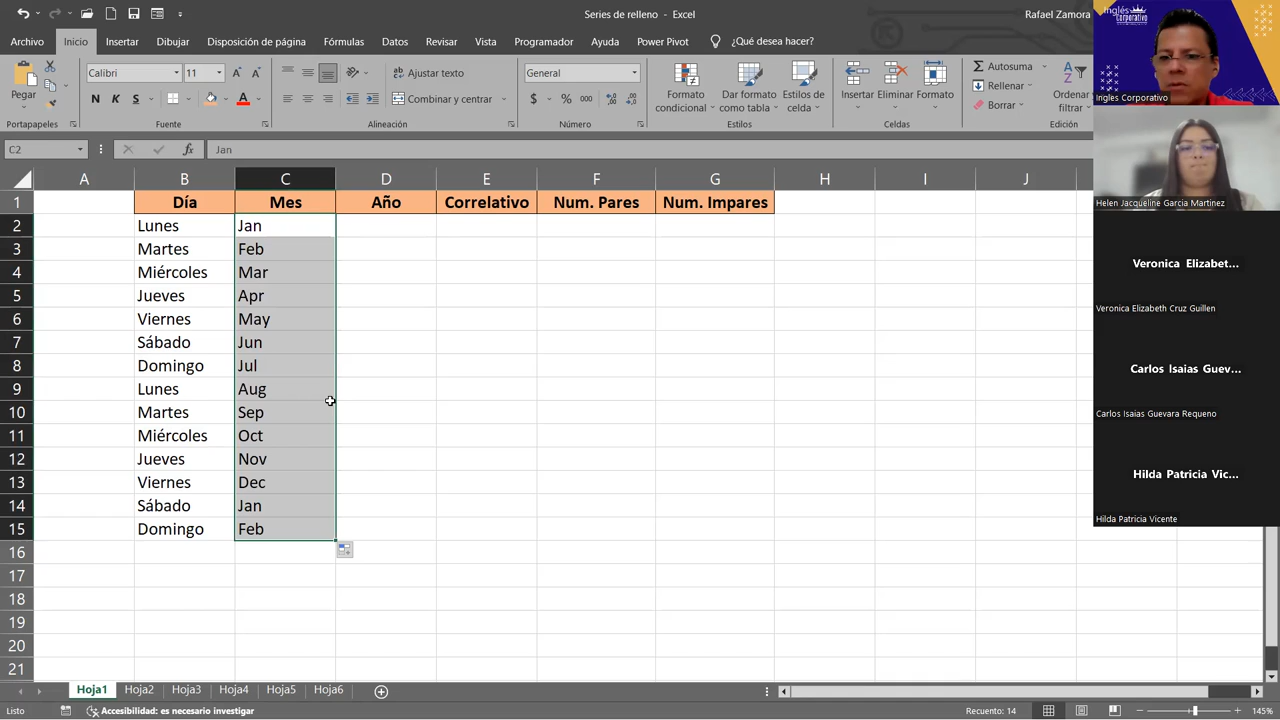 Series de relleno - Excel
Rafael Zamora
Archivo Inicio Insertar Dibujar Disposición de página Fórmulas Datos Revisar Vista Programador Ayuda Power Pivot ¿Qué desea hacer?
Pegar
Calibri 11
N K S
Ajustar texto
Combinar y centrar
General
$ % 000
Formato condicional
Dar formato como tabla
Estilos de celda
Insertar Eliminar Formato
Autosuma
Rellenar
Borrar
Ordenar
filtrar
Portapapeles Fuente Alineación Número Estilos Celdas Edición
C2 fx Jan
A B C D E F G H I J
1 Día Mes Año Correlativo Num. Pares Num. Impares
2 Lunes Jan
3 Martes Feb
4 Miércoles Mar
5 Jueves Apr
6 Viernes May
7 Sábado Jun
8 Domingo Jul
9 Lunes Aug
10 Martes Sep
11 Miércoles Oct
12 Jueves Nov
13 Viernes Dec
14 Sábado Jan
15 Domingo Feb
16
17
18
19
20
21
Hoja1 Hoja2 Hoja3 Hoja4 Hoja5 Hoja6
Listo Accesibilidad: es necesario investigar Recuento: 14 145%
Inglés
Corporativo
Inglés Corporativo
Helen Jacqueline Garcia Martinez
Veronica Elizabet...
Veronica Elizabeth Cruz Guillen
Carlos Isaias Guev...
Carlos Isaias Guevara Requeno
Hilda Patricia Vic...
Hilda Patricia Vicente